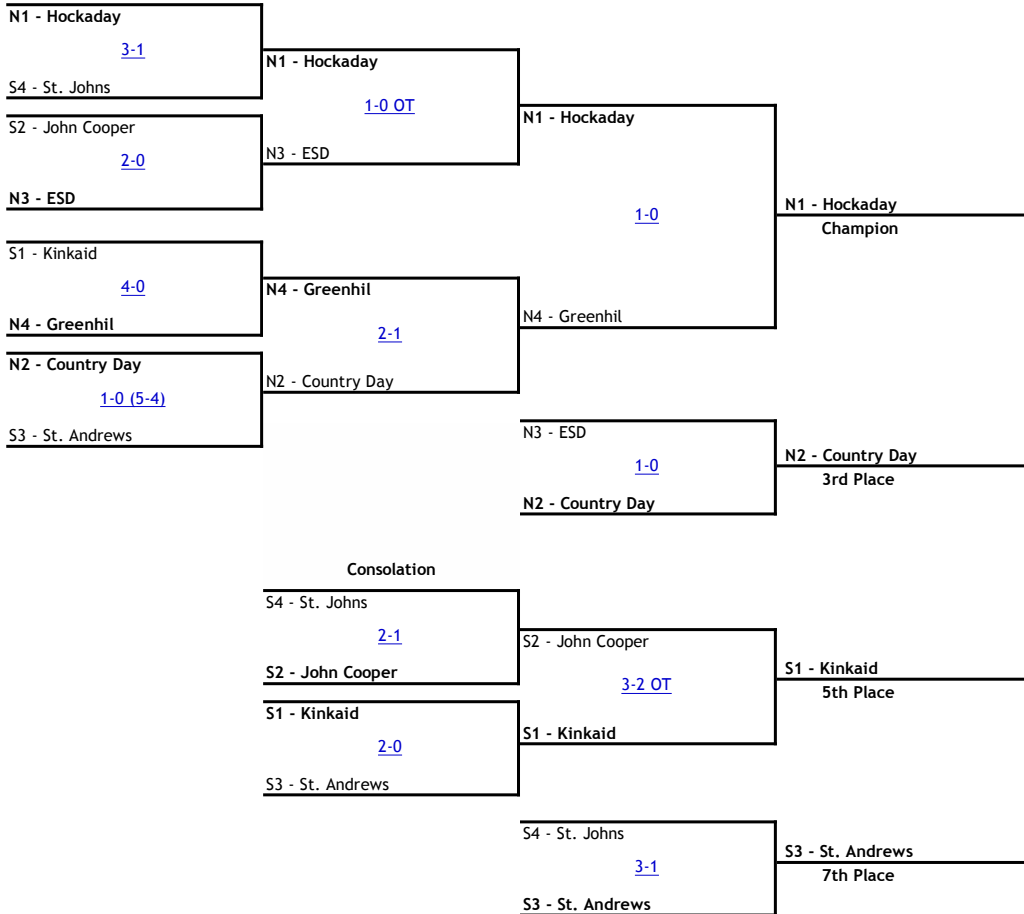 N1 - Hockaday
3-1
S4 - St. Johns
S2 - John Cooper
2-0
N3 - ESD
S1 - Kinkaid
4-0
N4 - Greenhil
N2 - Country Day
1-0 (5-4)
S3 - St. Andrews
N1 - Hockaday
1-0 OT
N3 - ESD
N4 - Greenhil
2-1
N2 - Country Day
N1 - Hockaday
1-0
N4 - Greenhil
N1 - Hockaday
Champion
N3 - ESD
1-0
N2 - Country Day
N2 - Country Day
3rd Place
Consolation
S4 - St. Johns
2-1
S2 - John Cooper
S1 - Kinkaid
2-0
S3 - St. Andrews
S2 - John Cooper
3-2 OT
S1 - Kinkaid
S1 - Kinkaid
5th Place
S4 - St. Johns
3-1
S3 - St. Andrews
S3 - St. Andrews
7th Place